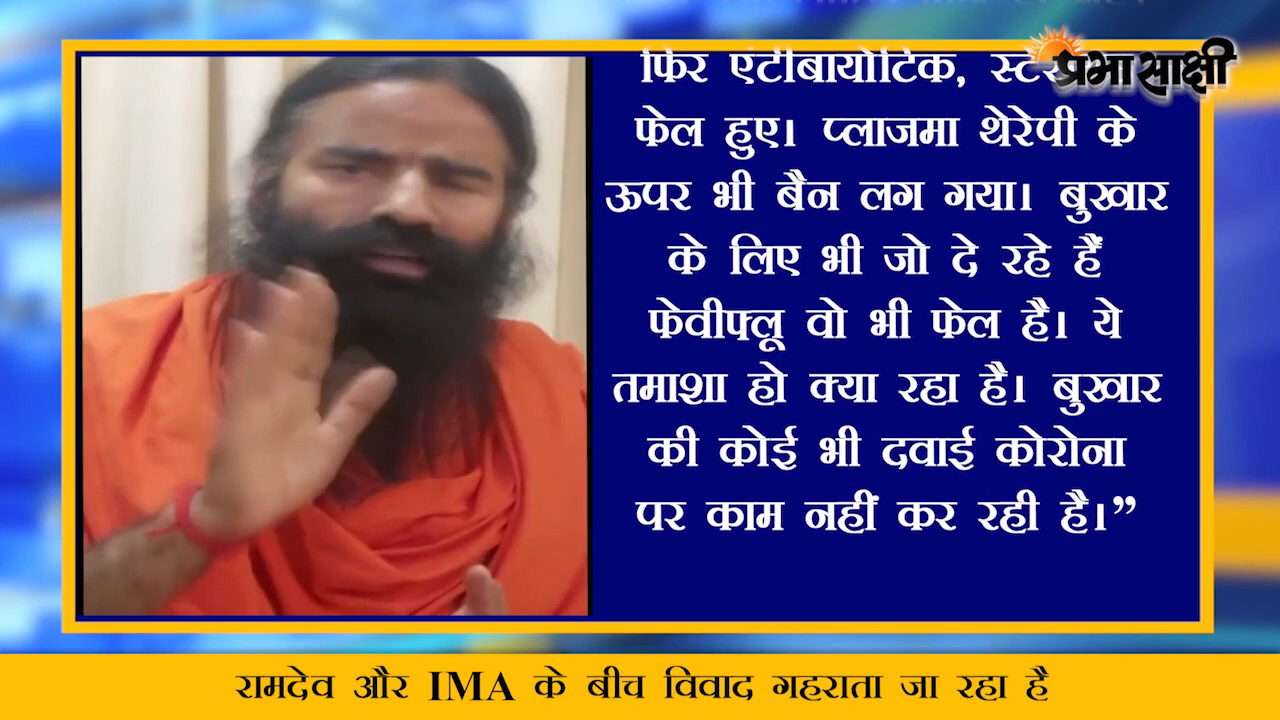 फिर एंटीबायोटिक,
प्रभासाक्षी
फेल हुए। प्लाजमा थेरेपी के
ऊपर भी बैन लग गया। बुखार
के लिए भी जो दे रहे हैं
फेवीफ्लू वो भी फेल है। ये
तमाशा हो क्या रहा है। बुखार
की कोई भी दवाई कोरोना
पर काम नहीं कर रही है।”
रामदेव और IMA के बीच विवाद गहराता जा रहा है